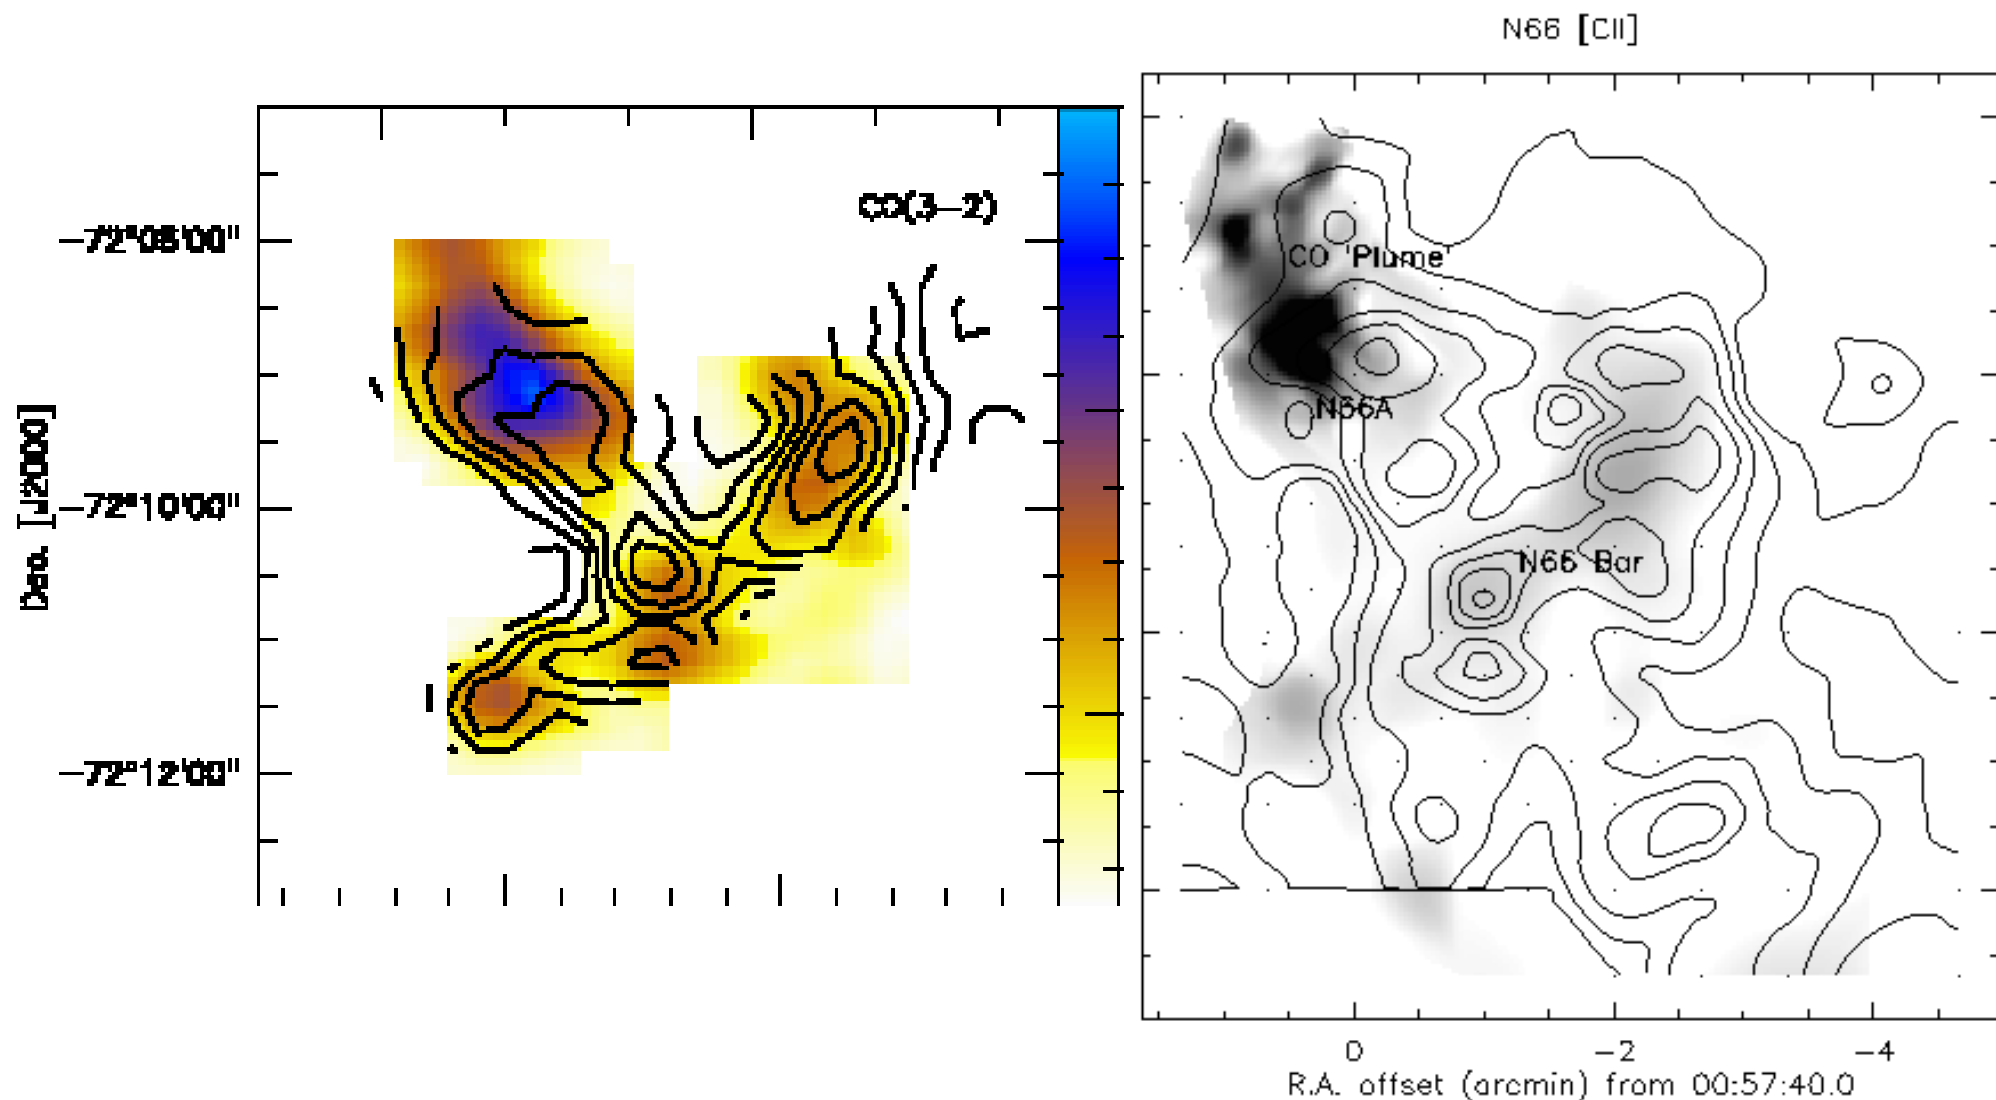 CO(3-2)
-72°08'00"
-72°10'00"
-72°12'00"
Dec. [J2000]
N66 [CII]
CO 'Plume'
N66A
N66 Bar
0 -2 -4
R.A. offset (arcmin) from 00:57:40.0